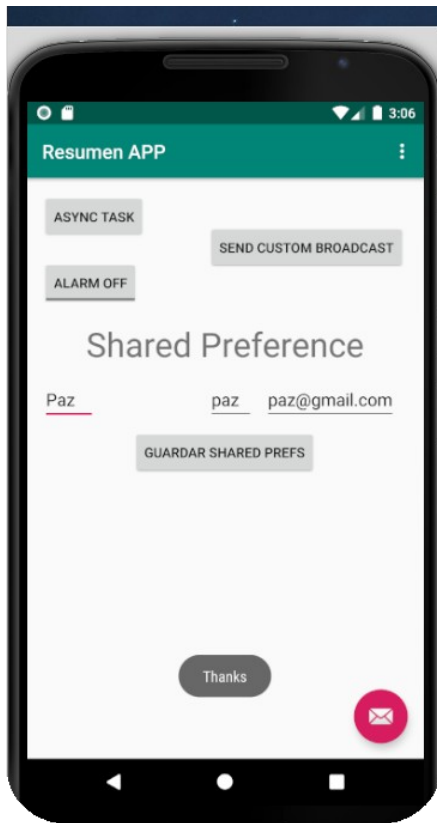 3:06
Resumen APP
ASYNC TASK
SEND CUSTOM BROADCAST
ALARM OFF
Shared Preference
Paz paz paz@gmail.com
GUARDAR SHARED PREFS
Thanks